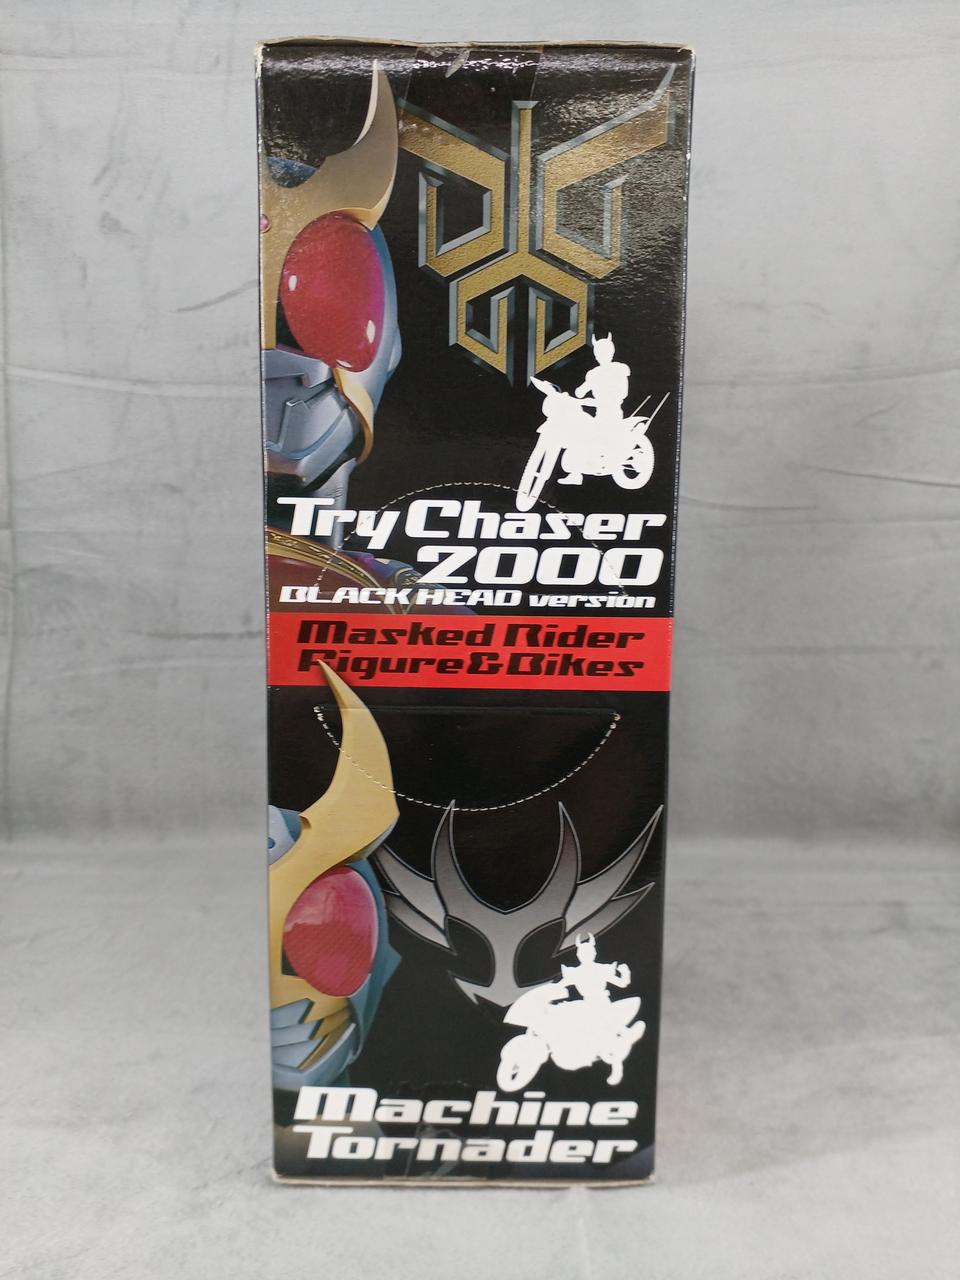 Try Chaser
2000
BLACK HEAD version
Masked Rider
Figure&Bikes
Machine
Tornader